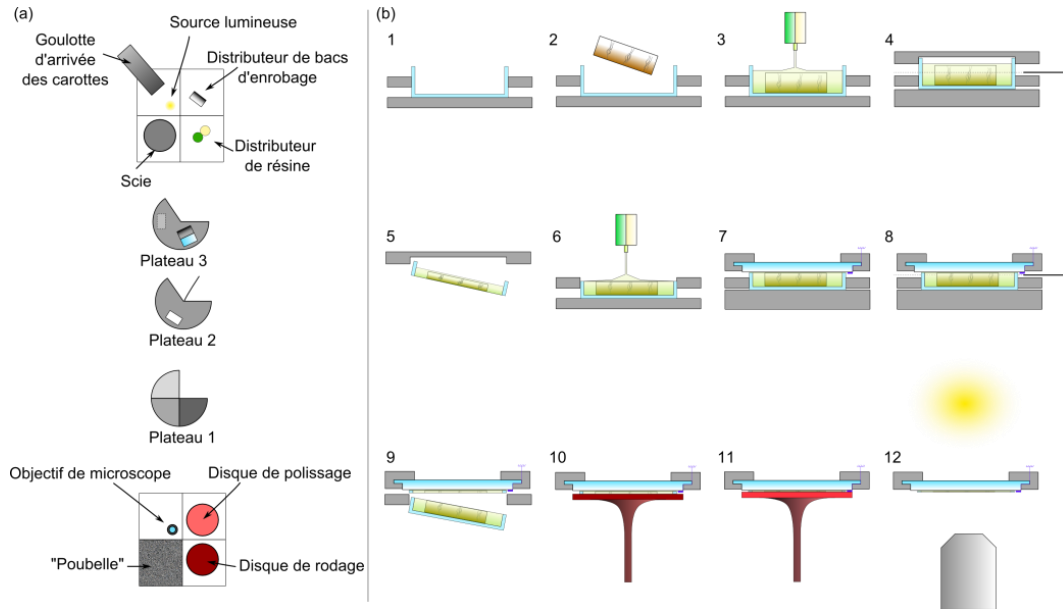 (a)
Source lumineuse
Goulotte
d'arrivée
des carottes
Distributeur de bacs
d'enrobage
Distributeur
de résine
Scie
Plateau 3
Plateau 2
Plateau 1
Objectif de microscope
Disque de polissage
"Poubelle"
Disque de rodage
(b)
1
2
3
4
5
6
7
8
9
10
11
12